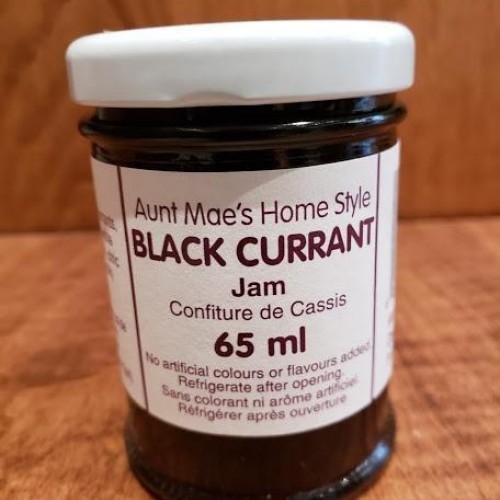 Aunt Mae's Home Style
BLACK CURRANT
Jam
Confiture de Cassis
65 ml
No artificial colours or flavours added.
Refrigerate after opening.
Sans colorant ni arôme artificiel.
Réfrigérer après ouverture